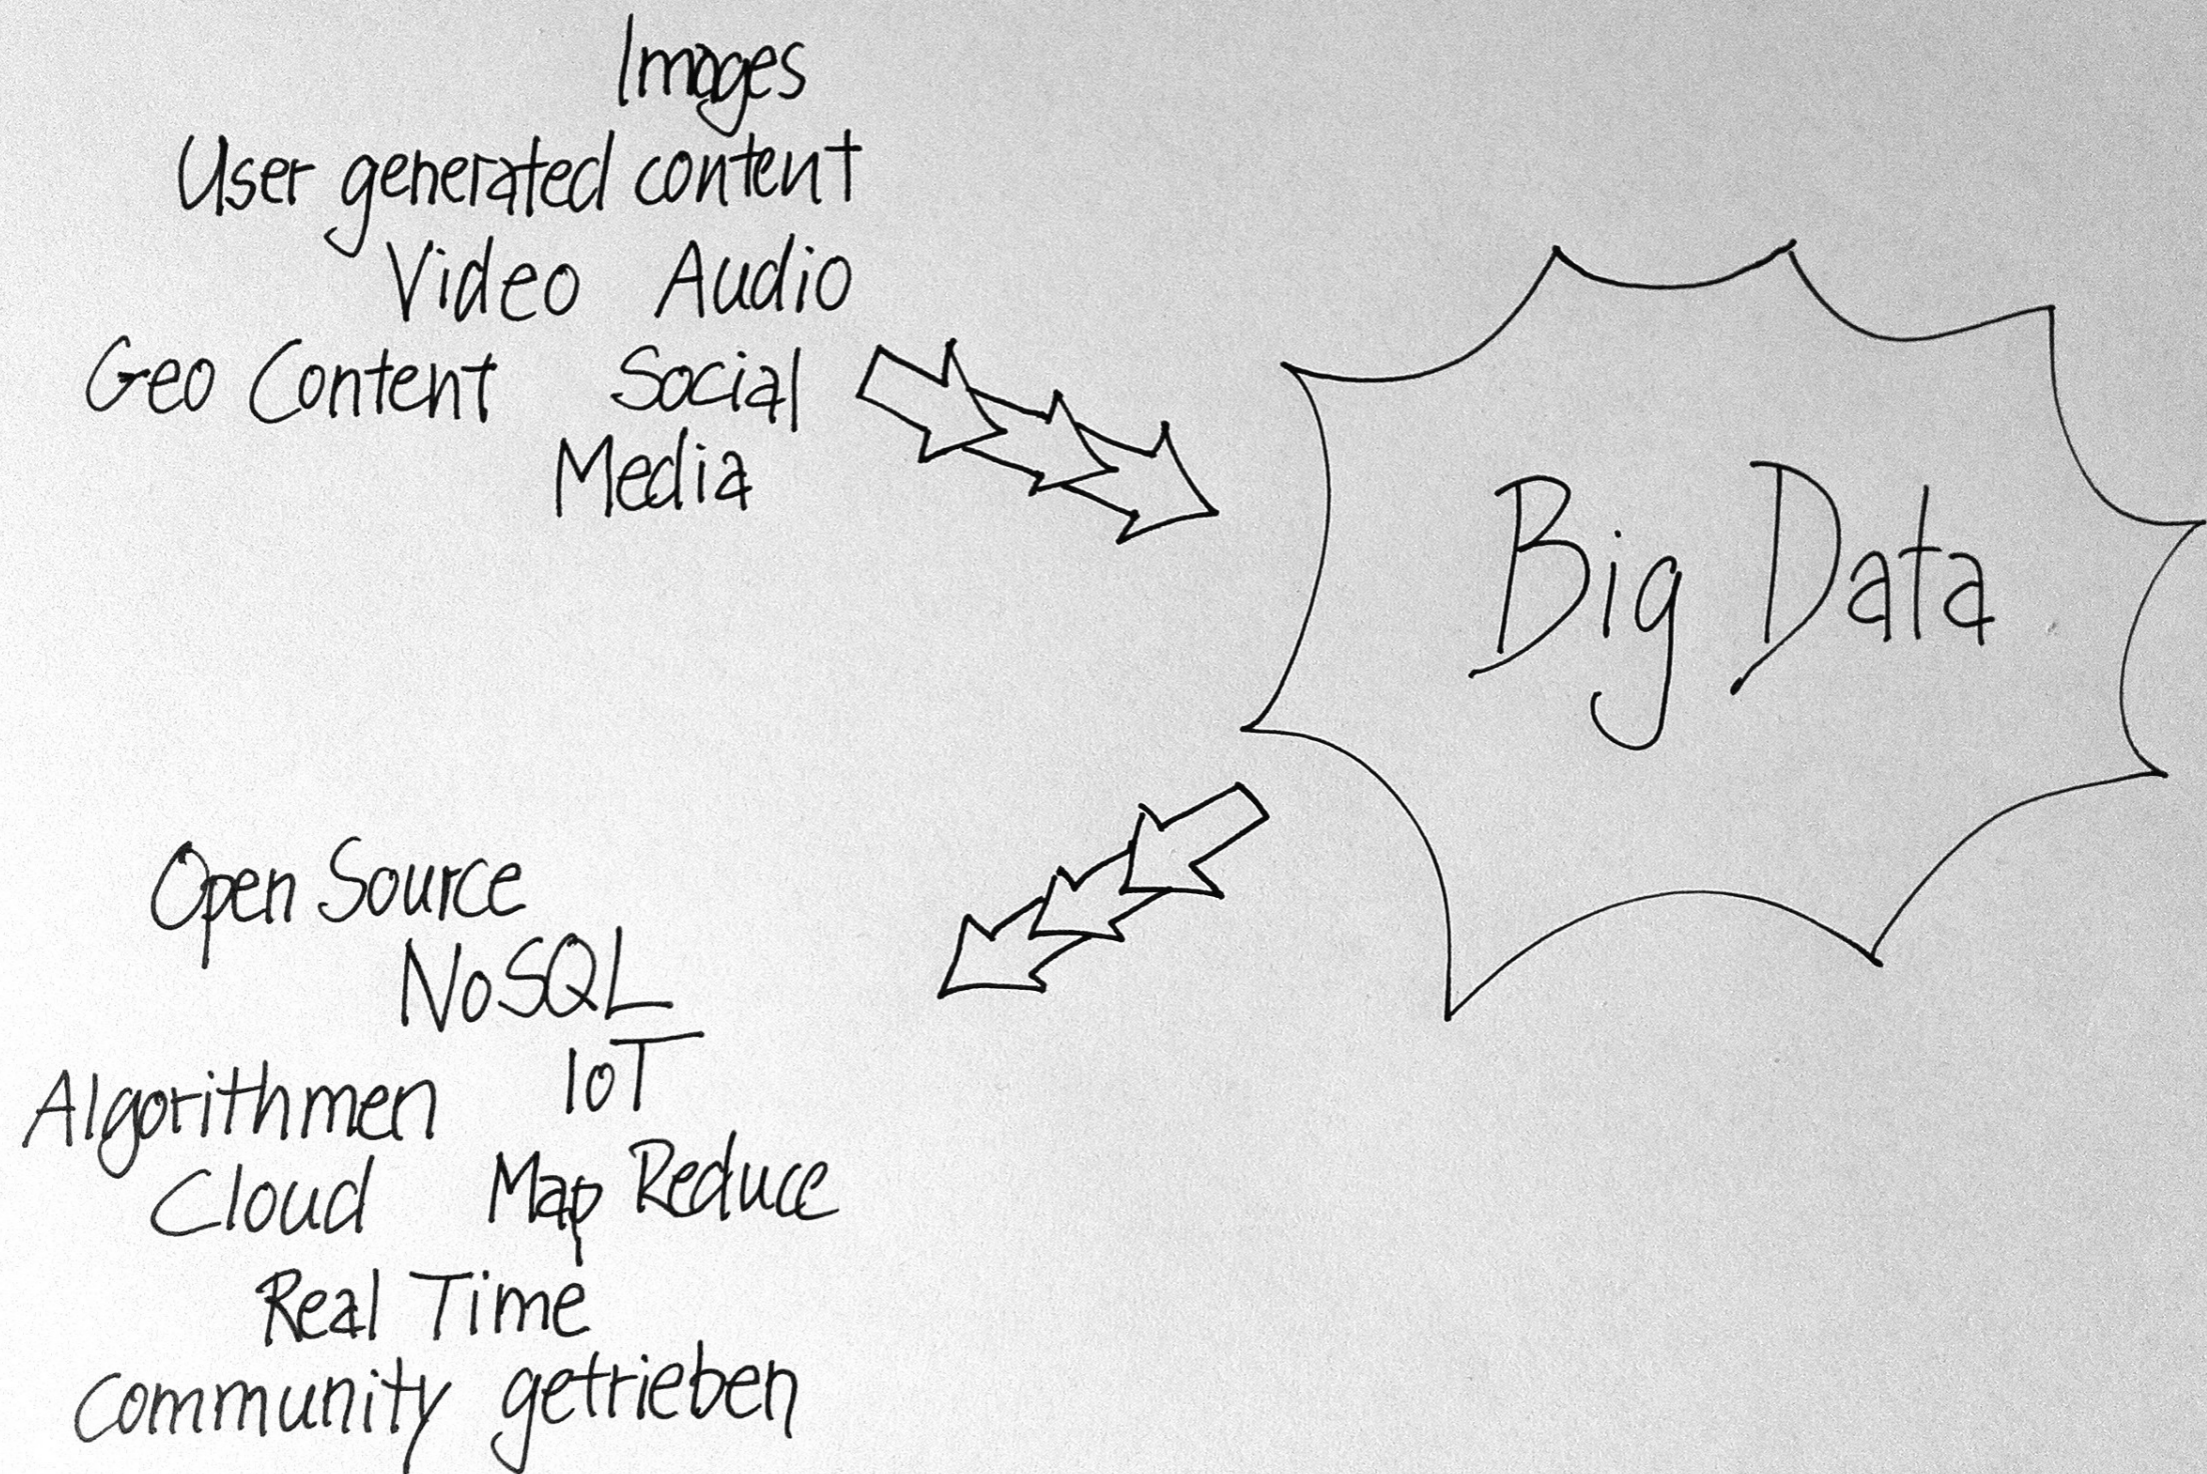 Images
User generated content
Video Audio
Geo Content Social
Media
Big Data
Open Source
NoSQL
IoT
Algorithmen
Cloud Map Reduce
Real Time
Community getrieben